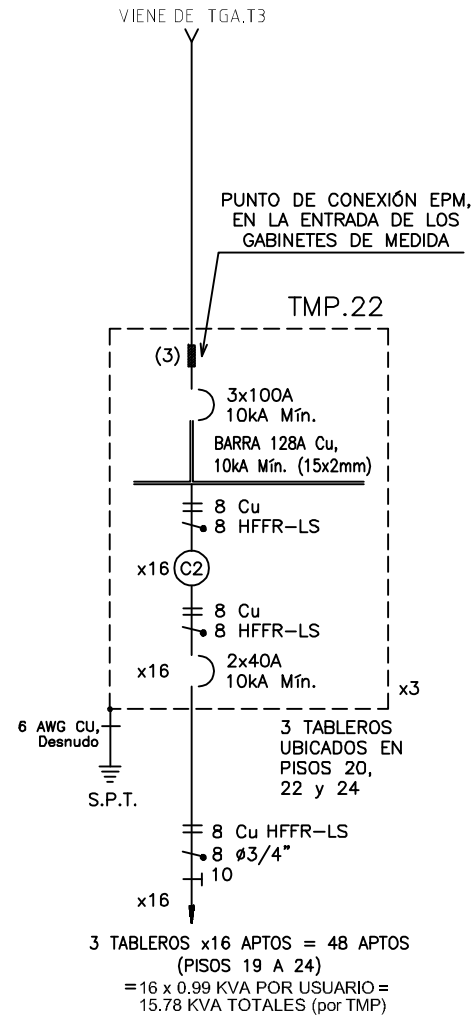 VIENE DE TGA.T3
PUNTO DE CONEXIÓN EPM,
EN LA ENTRADA DE LOS
GABINETES DE MEDIDA
TMP.22
(3)
3x100A
10kA Mín.
BARRA 128A Cu,
10kA Mín. (15x2mm)
8 Cu
8 HFFR-LS
x16
C2
8 Cu
8 HFFR-LS
x16
2x40A
10kA Mín.
x3
6 AWG CU,
Desnudo
S.P.T.
3 TABLEROS
UBICADOS EN
PISOS 20,
22 y 24
8 Cu HFFR-LS
8 ø3/4"
10
x16
3 TABLEROS x16 APTOS = 48 APTOS
(PISOS 19 A 24)
= 16 x 0.99 KVA POR USUARIO =
15.78 KVA TOTALES (por TMP)